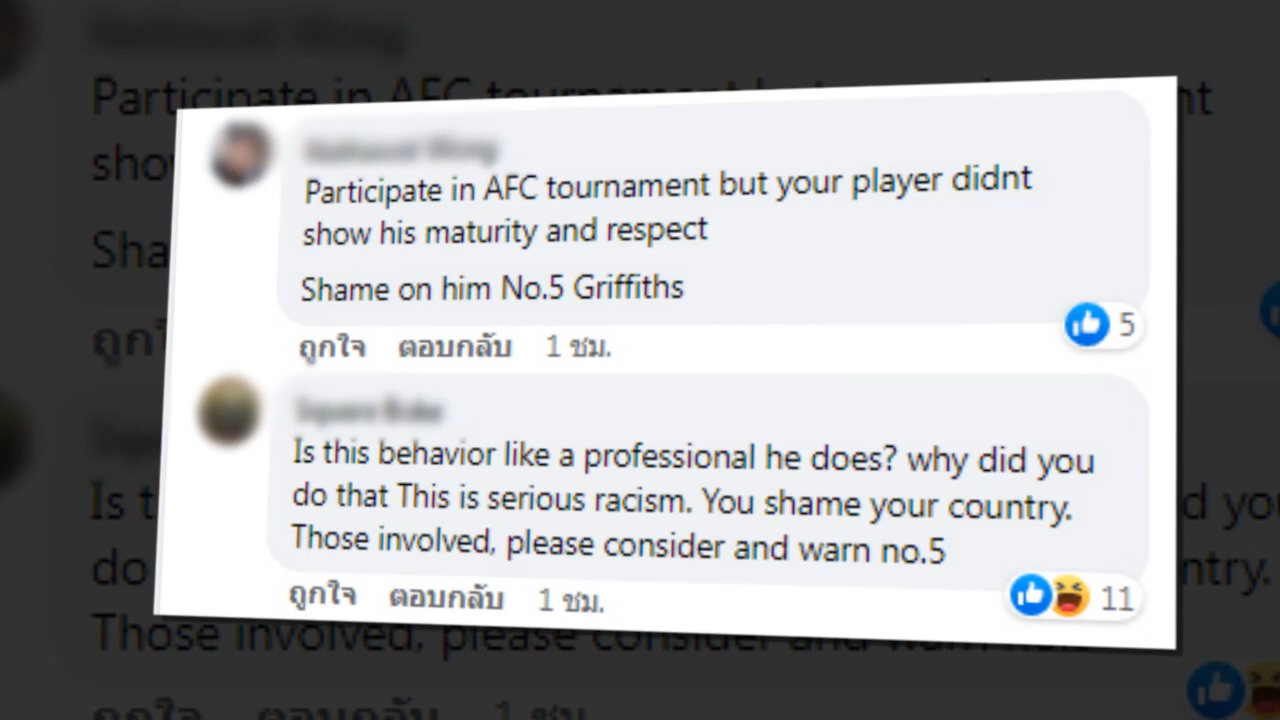 Participate in AFC tournament but your player didnt
show his maturity and respect
Shame on him No.5 Griffiths
5
ถูกใจ ตอบกลับ 1 ชม.
Is this behavior like a professional he does? why did you
do that This is serious racism. You shame your country.
Those involved, please consider and warn no.5
11
ถูกใจ ตอบกลับ 1 ชม.